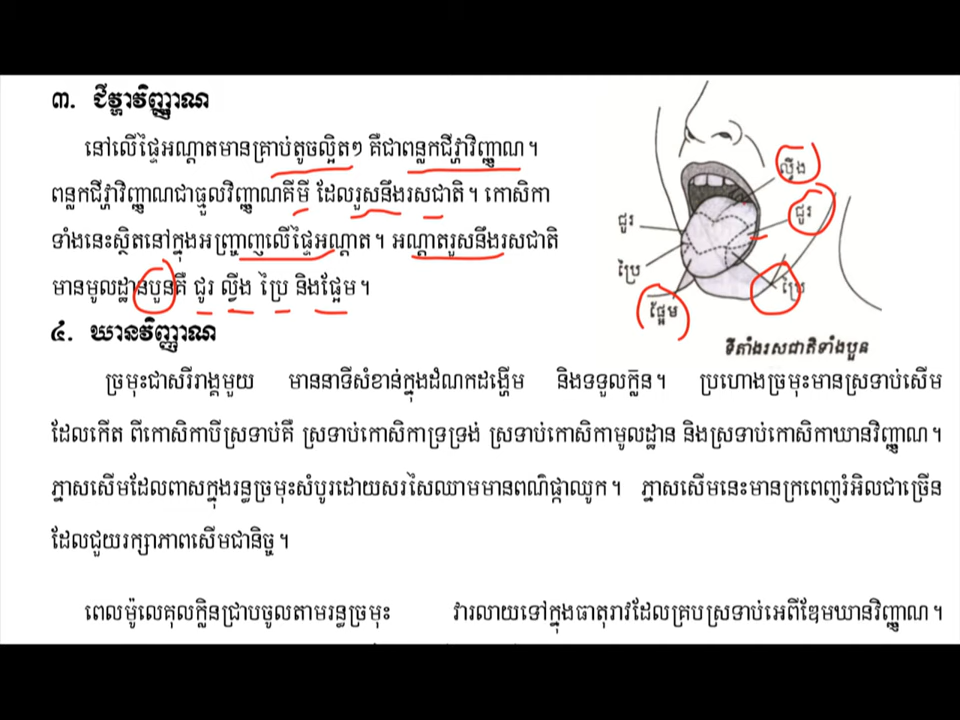 ៣. ជីវ្ហាវិញ្ញាណ
នៅលើផ្ទៃអណ្តាតមានគ្រាប់តូចល្អិតៗ គឺជាពន្លកជីវ្ហាវិញ្ញាណ។
ពន្លកជីវ្ហាវិញ្ញាណជាធ្មួលវិញ្ញាណគីមី ដែលរួសនឹងរសជាតិ។ កោសិកា
ទាំងនេះស្ថិតនៅក្នុងអញ្ច្រាញលើផ្ទៃអណ្តាត។ អណ្តាតរួសនឹងរសជាតិ
មានមូលដ្ឋានបួនគឺ ជូរ ល្វីង ប្រៃ និងផ្អែម។
ល្វីង
ជូរ
ជូរ
ប្រៃ
ប្រៃ
ផ្អែម
ទីតាំងរសជាតិទាំងបួន
៤. ឃានវិញ្ញាណ
ច្រមុះជាសរីរាង្គមួយ មាននាទីសំខាន់ក្នុងដំណកដង្ហើម និងទទួលក្លិន។ ប្រហោងច្រមុះមានស្រទាប់សើម
ដែលកើត ពីកោសិកាបីស្រទាប់គឺ ស្រទាប់កោសិកាទ្រទ្រង់ ស្រទាប់កោសិកាមូលដ្ឋាន និងស្រទាប់កោសិកាឃានវិញ្ញាណ។
ភ្នាសសើមដែលពាសក្នុងរន្ធច្រមុះសំបូរដោយសរសៃឈាមមានពណ៌ផ្កាឈូក។ ភ្នាសសើមនេះមានក្រពេញរំអិលជាច្រើន
ដែលជួយរក្សាភាពសើមជានិច្ច។
ពេលម៉ូលេគុលក្លិនជ្រាបចូលតាមរន្ធច្រមុះ វារលាយទៅក្នុងធាតុរាវដែលគ្របស្រទាប់អេពីឌែមឃានវិញ្ញាណ។